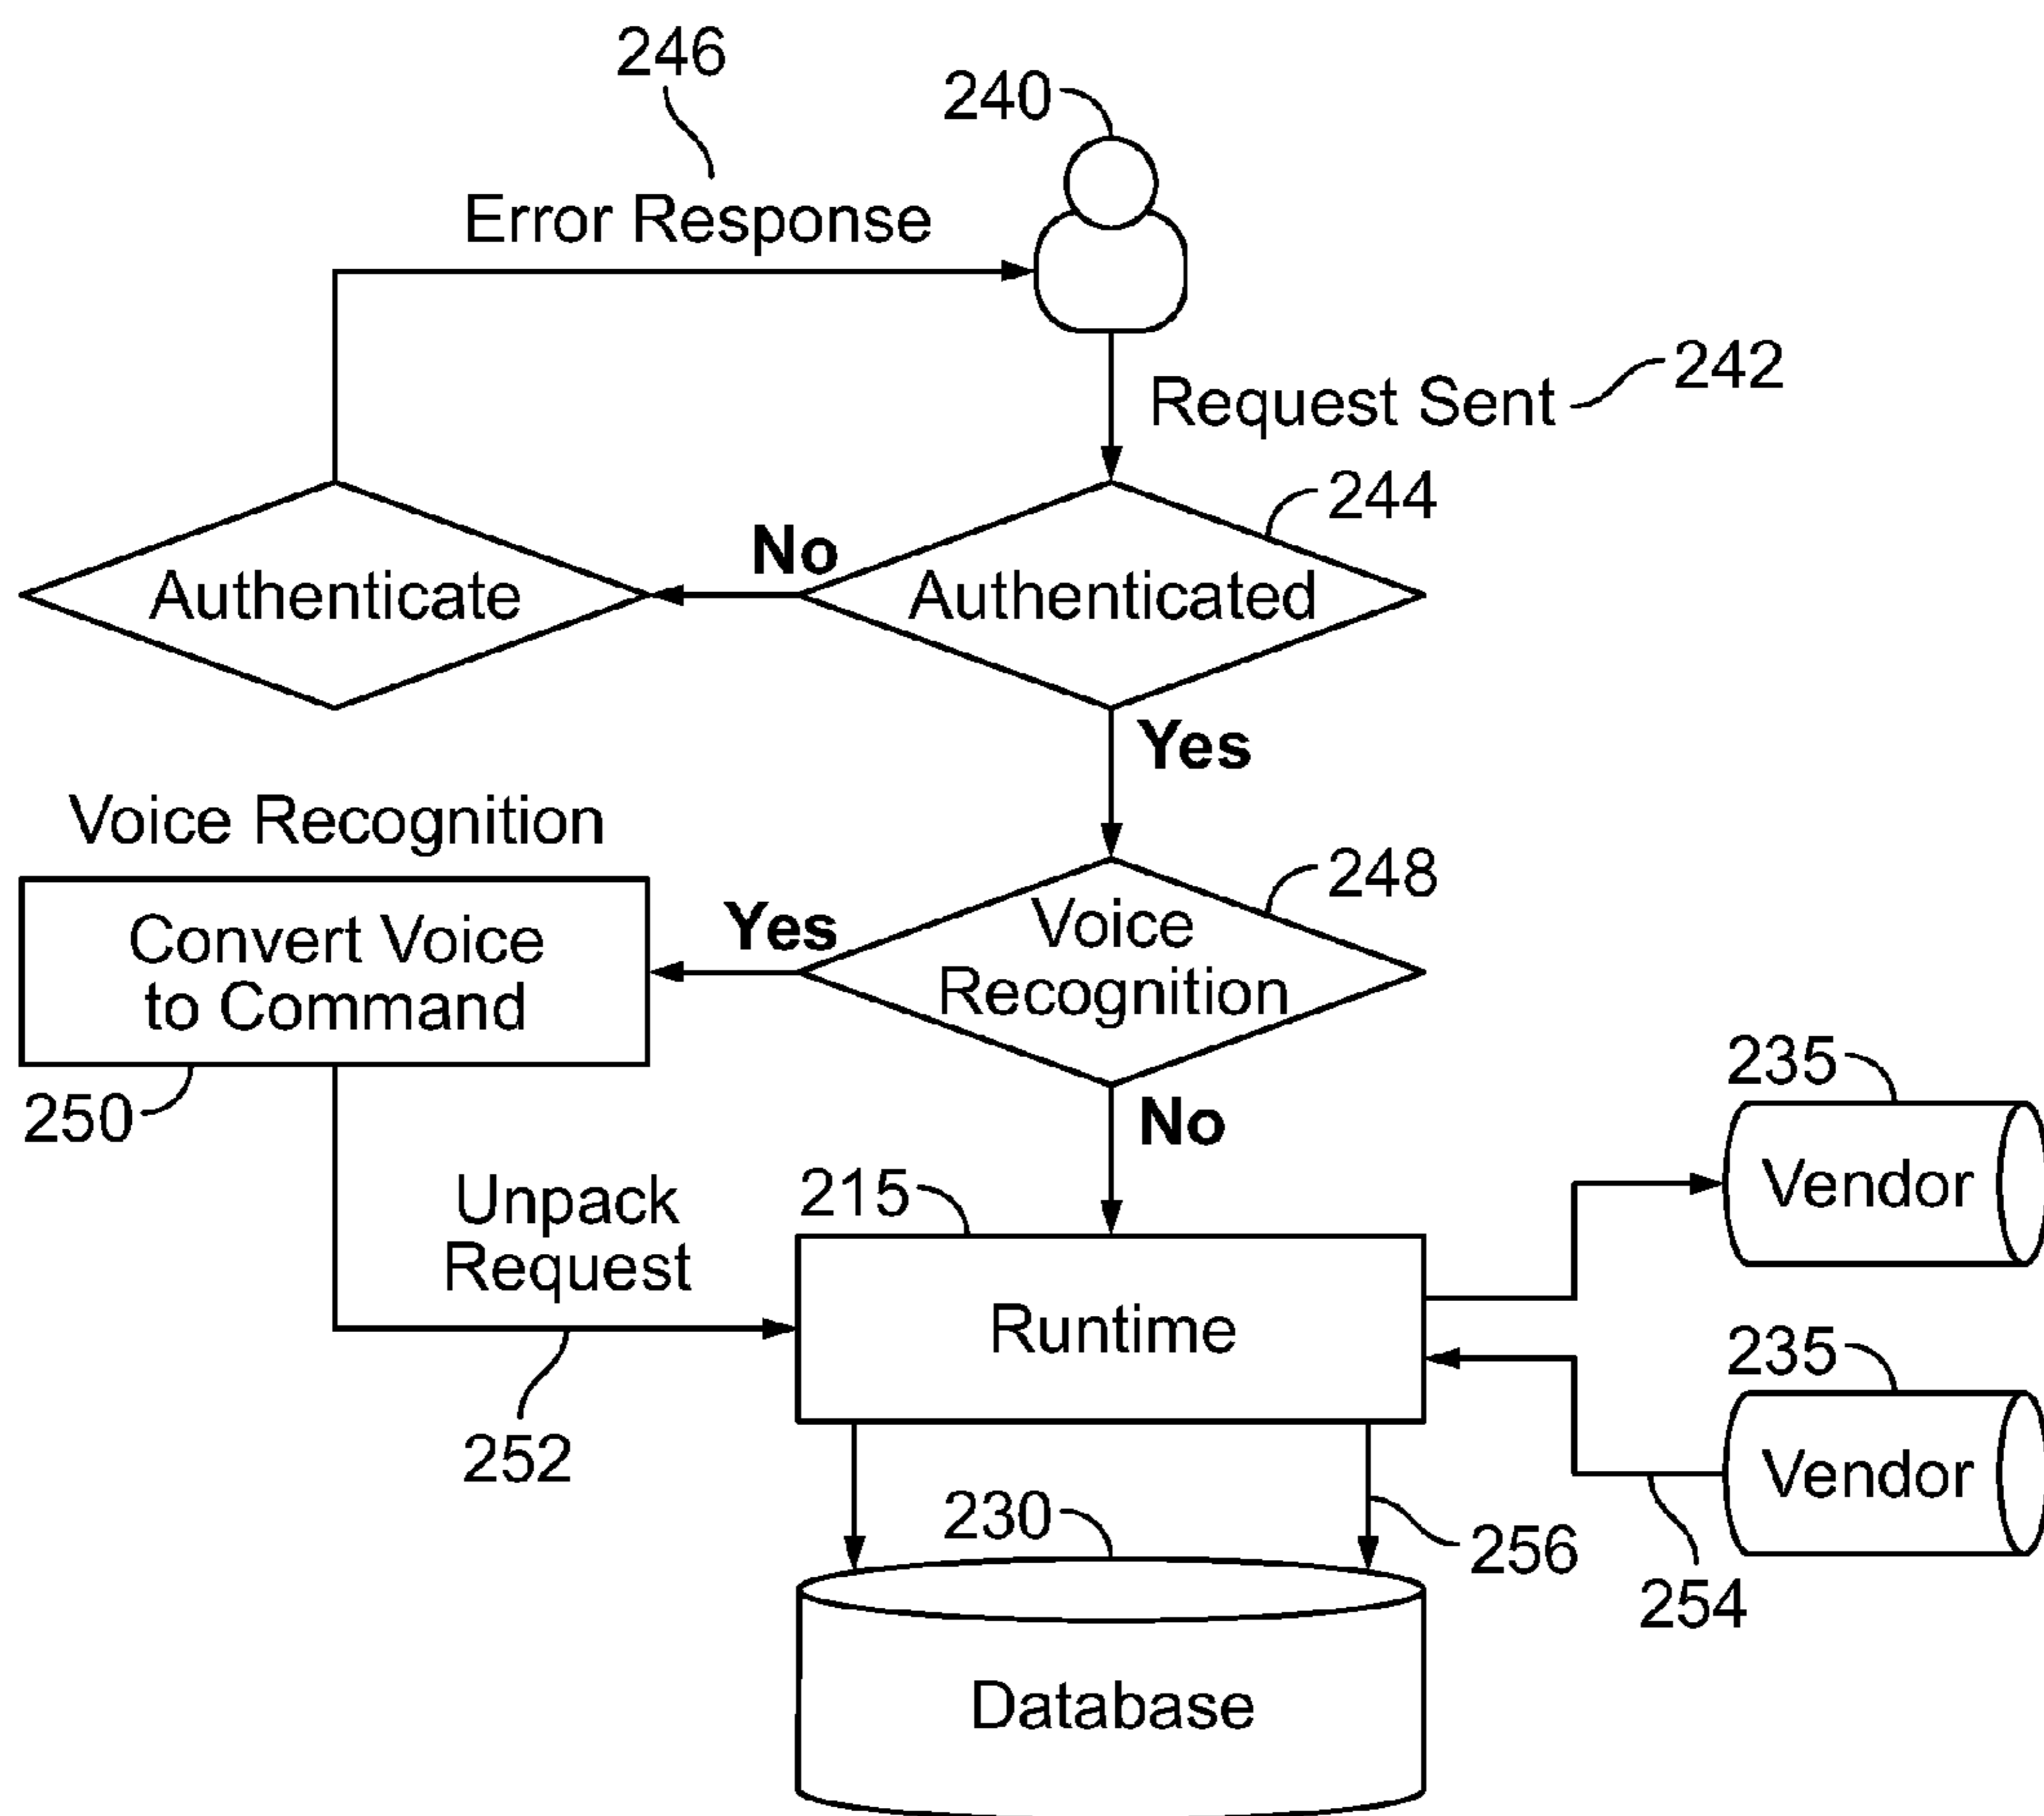 246
240
Error Response
242
Request Sent
244
No
Authenticate
Authenticated
Yes
Voice Recognition
248
Yes
Voice
Recognition
Convert Voice
to Command
250
No
235
Vendor
215
Unpack
Request
Runtime
235
Vendor
252
230
256
254
Database